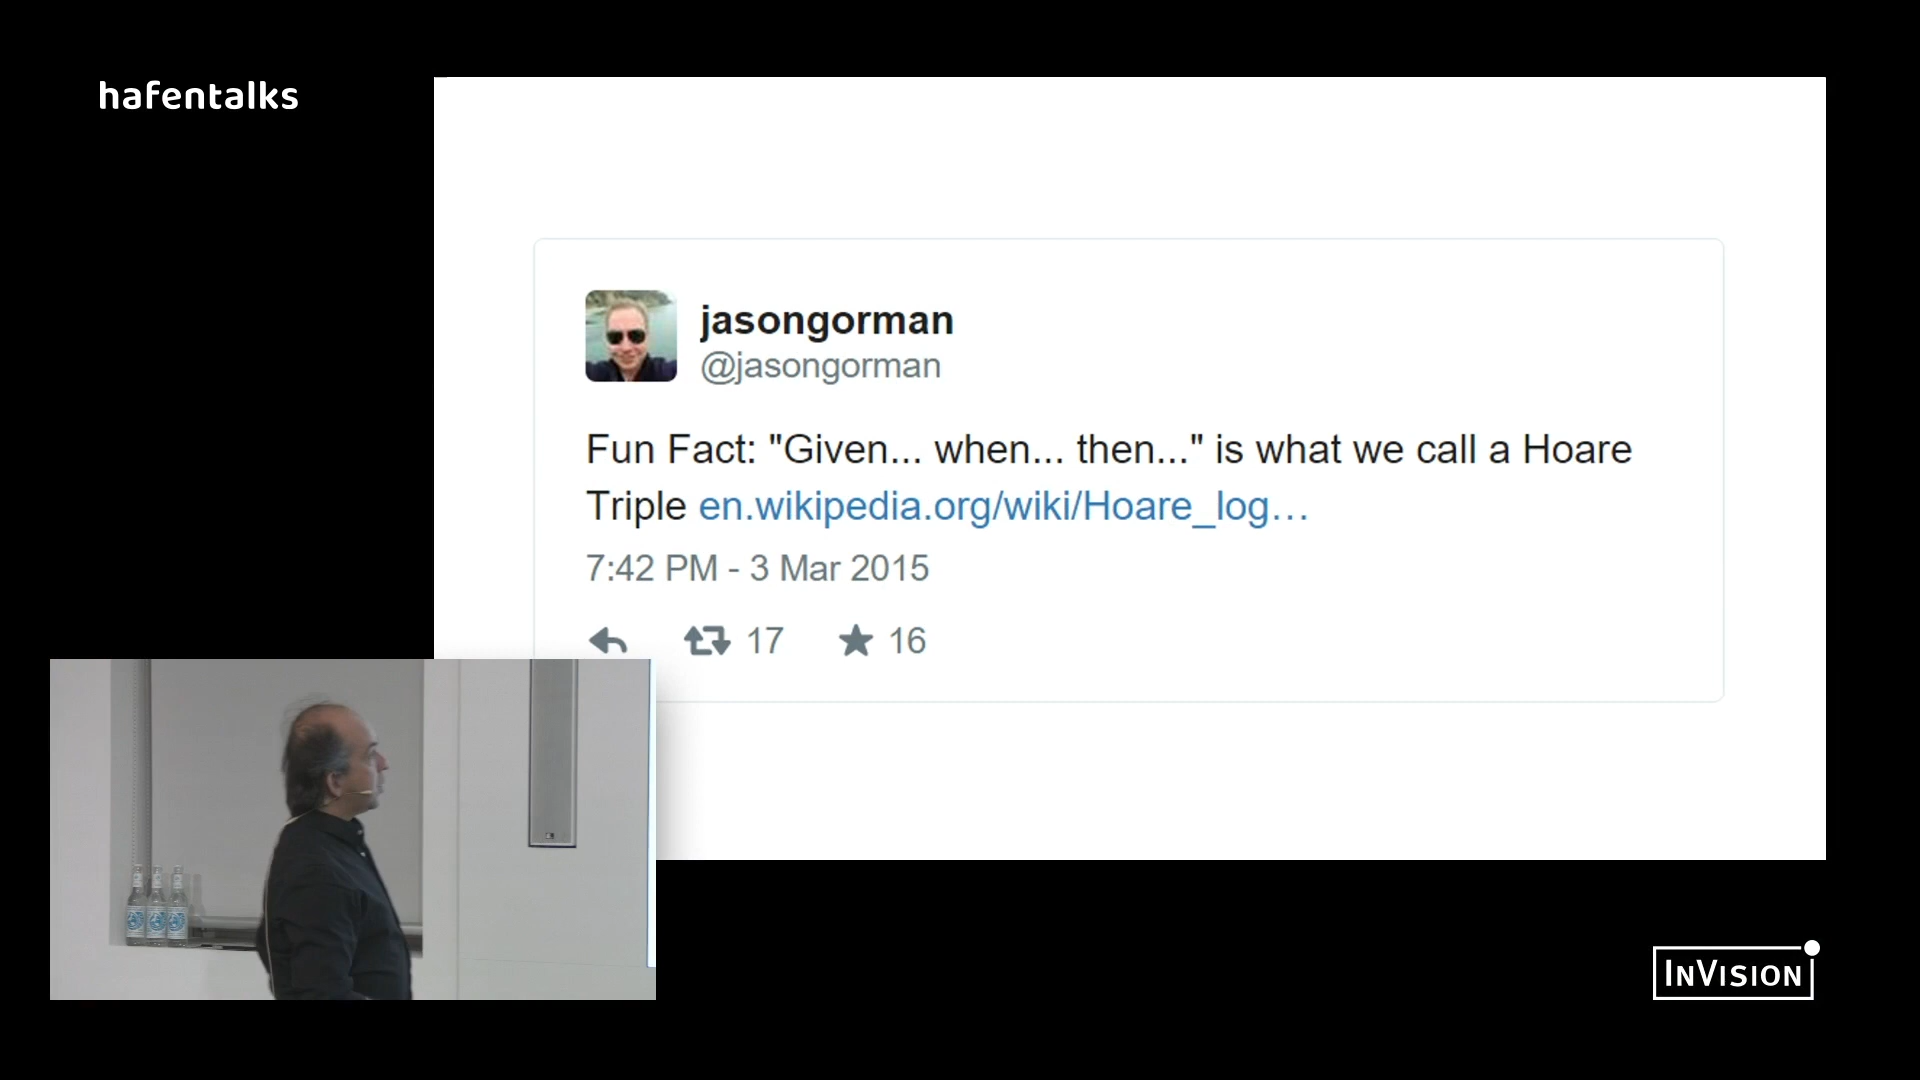 hafentalks
jasongorman
@jasongorman
Fun Fact: "Given... when... then..." is what we call a Hoare
Triple en.wikipedia.org/wiki/Hoare_log…
7:42 PM - 3 Mar 2015
17 16
INVISION